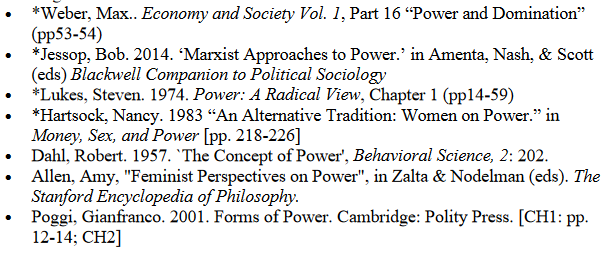 • *Weber, Max.. Economy and Society Vol. 1, Part 16 “Power and Domination”
(pp53-54)
• *Jessop, Bob. 2014. ‘Marxist Approaches to Power.’ in Amenta, Nash, & Scott
(eds) Blackwell Companion to Political Sociology
• *Lukes, Steven. 1974. Power: A Radical View, Chapter 1 (pp14-59)
• *Hartsock, Nancy. 1983 “An Alternative Tradition: Women on Power.” in
Money, Sex, and Power [pp. 218-226]
• Dahl, Robert. 1957. `The Concept of Power', Behavioral Science, 2: 202.
• Allen, Amy, "Feminist Perspectives on Power", in Zalta & Nodelman (eds). The
Stanford Encyclopedia of Philosophy.
• Poggi, Gianfranco. 2001. Forms of Power. Cambridge: Polity Press. [CH1: pp.
12-14; CH2]